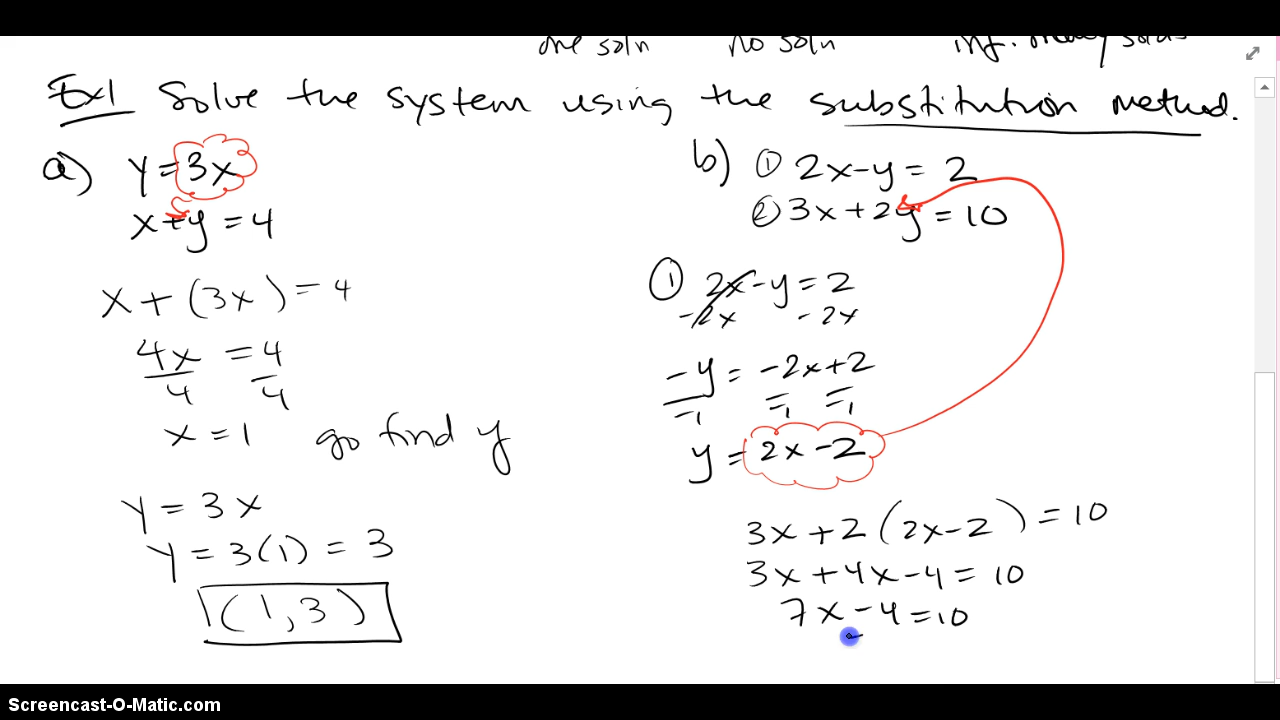 one soln no soln inf. many solns
Ex1 Solve the system using the substitution method.
a) y = 3x
x + y = 4
x + (3x) = 4
4x = 4
4 4
x = 1 go find y
y = 3x
y = 3(1) = 3
(1, 3)
b) ① 2x - y = 2
② 3x + 2y = 10
① 2x - y = 2
-2x -2x
-y = -2x + 2
-1 -1 -1
y = 2x - 2
3x + 2(2x - 2) = 10
3x + 4x - 4 = 10
7x - 4 = 10
Screencast-O-Matic.com